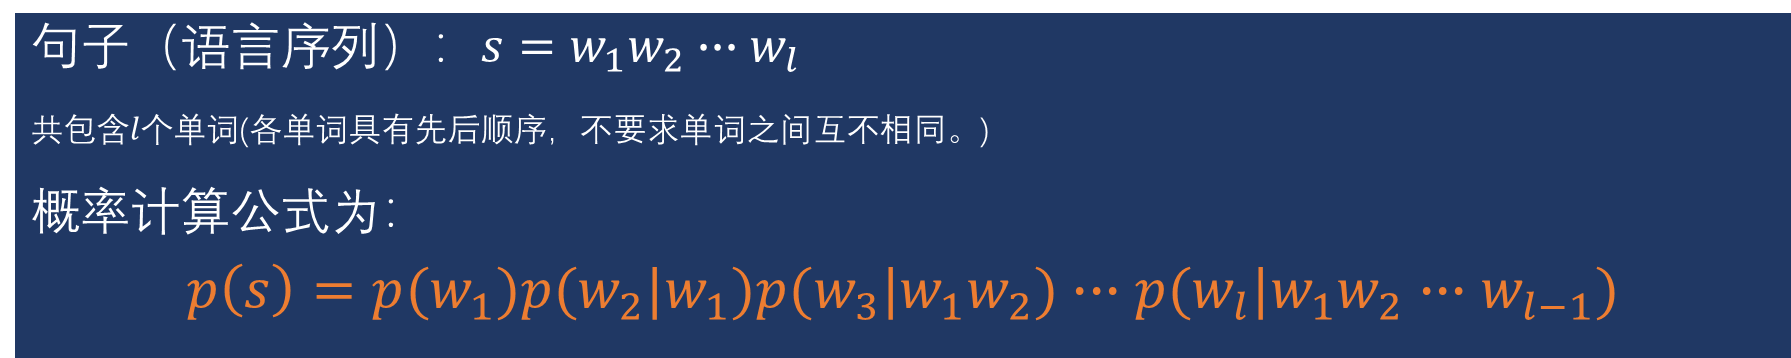 句子（语言序列）: s = w₁w₂ ⋯ wₗ
共包含l个单词(各单词具有先后顺序，不要求单词之间互不相同。)
概率计算公式为:
p(s) = p(w₁)p(w₂|w₁)p(w₃|w₁w₂) ⋯ p(wₗ|w₁w₂ ⋯ wₗ₋₁)